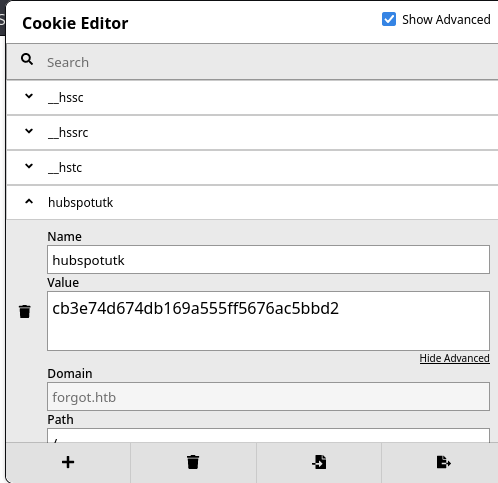 Cookie Editor
Show Advanced
Search
__hssc
__hssrc
__hstc
hubspotutk
Name
hubspotutk
Value
cb3e74d674db169a555ff5676ac5bbd2
Hide Advanced
Domain
forgot.htb
Path
/